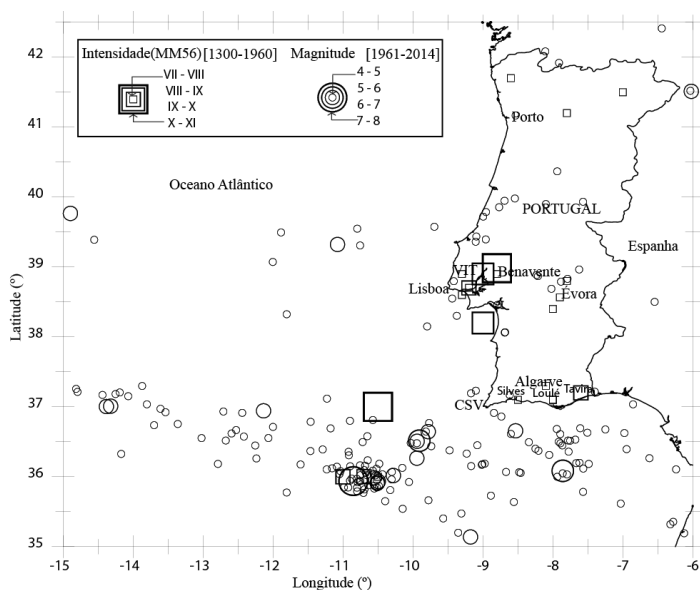 Intensidade(MM56) [1300-1960]
VII - VIII
VIII - IX
IX - X
X - XI
Magnitude [1961-2014]
4 - 5
5 - 6
6 - 7
7 - 8
Oceano Atlântico
Porto
PORTUGAL
Espanha
VIT
Benavente
Lisboa
Évora
Algarve
Silves
Loulé
Tavira
CSV
Latitude (º)
42
41
40
39
38
37
36
35
-15
-14
-13
-12
-11
-10
-9
-8
-7
-6
Longitude (º)